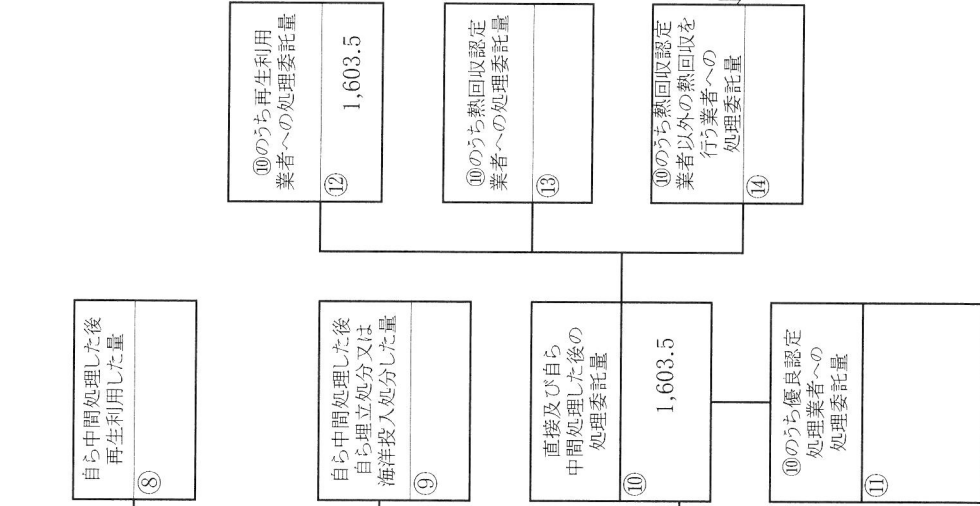 自ら中間処理した後
再生利用した量
⑧
自ら中間処理した後
自ら埋立処分又は
海洋投入処分した量
⑨
直接及び自ら
中間処理した後の
処理委託量
⑩
1,603.5
⑩のうち優良認定
処理業者への
処理委託量
⑪
⑩のうち再生利用
業者への処理委託量
⑫
1,603.5
⑩のうち熱回収認定
業者への処理委託量
⑬
⑩のうち熱回収認定
業者以外の熱回収を
行う業者への
処理委託量
⑭